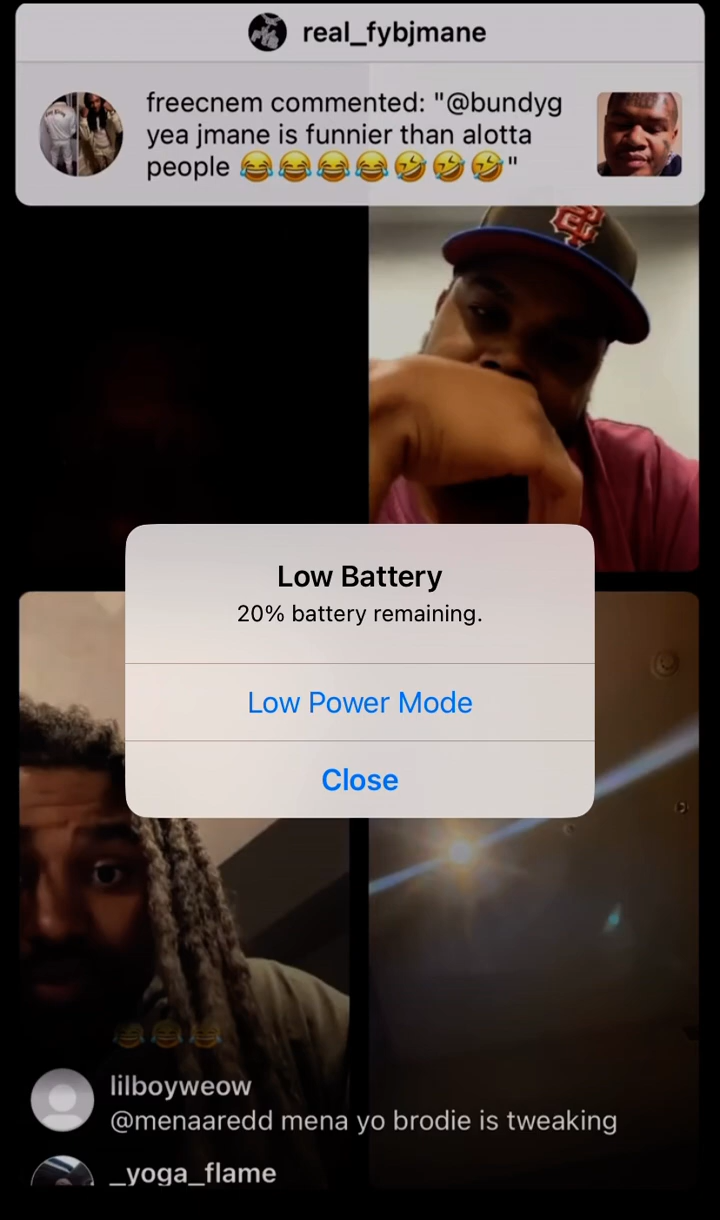 real_fybjmane
freecnem commented: "@bundyg
yea jmane is funnier than alotta
people 😂😂😂😂🤣🤣🤣"
Low Battery
20% battery remaining.
Low Power Mode
Close
😂😂😂
lilboyweow
@menaaredd mena yo brodie is tweaking
_yoga_flame